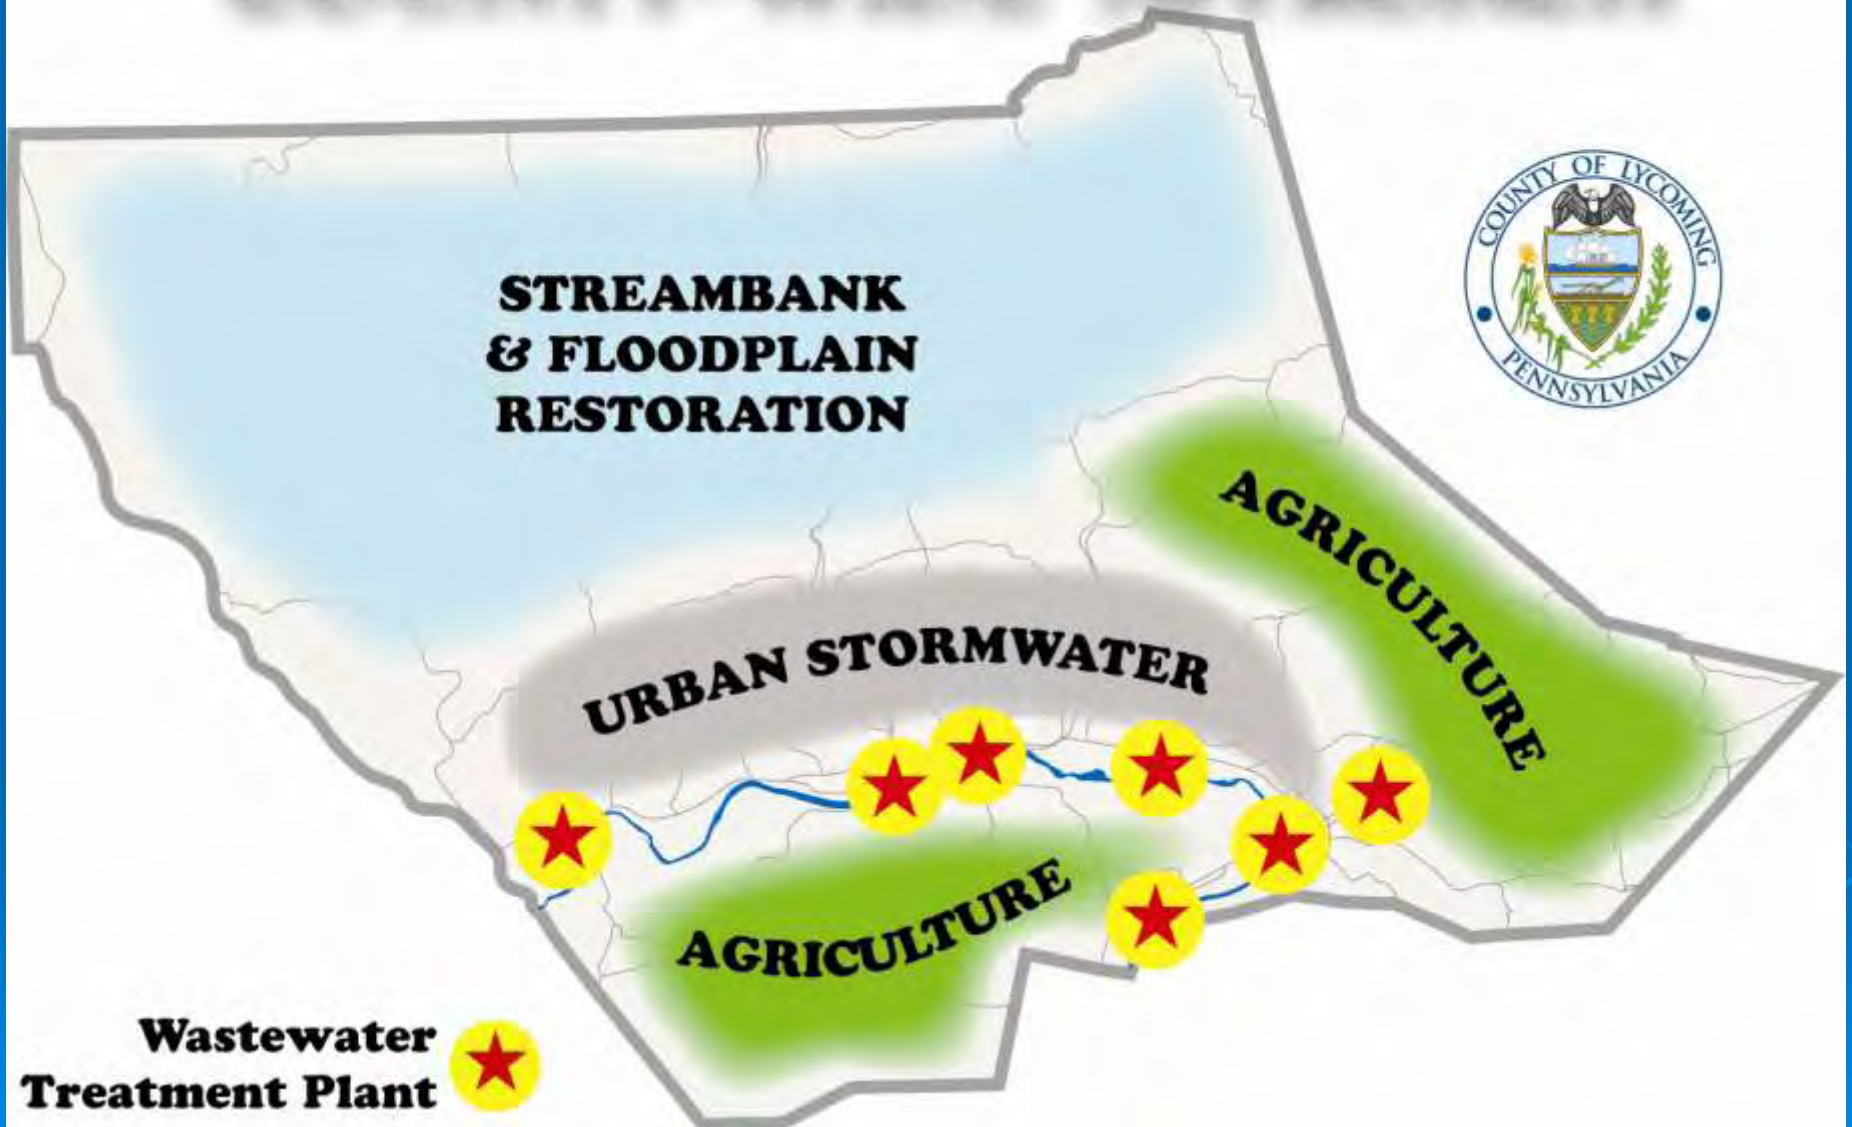 STREAMBANK
& FLOODPLAIN
RESTORATION
COUNTY OF LYCOMING
PENNSYLVANIA
AGRICULTURE
URBAN STORMWATER
AGRICULTURE
Wastewater
Treatment Plant